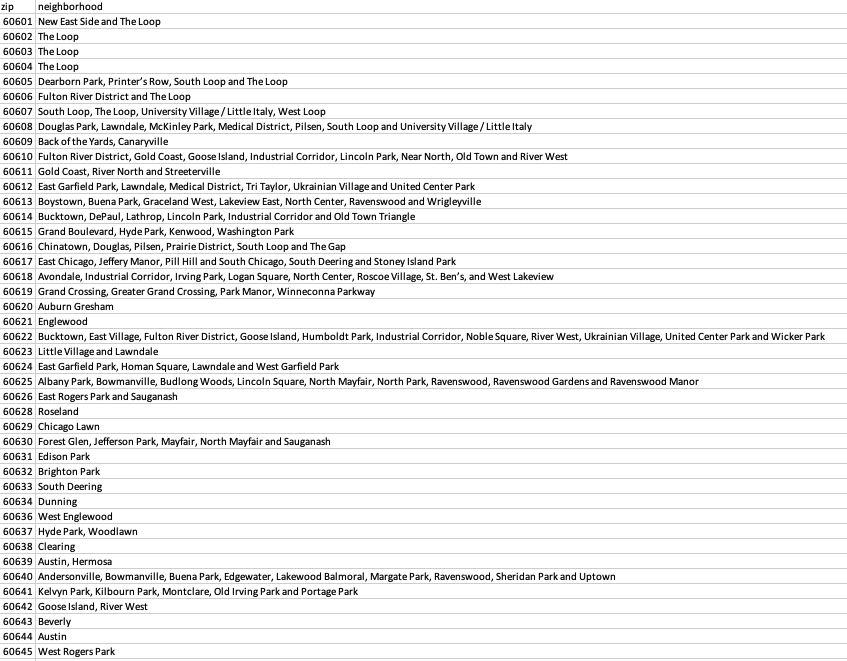 zip neighborhood
60601 New East Side and The Loop
60602 The Loop
60603 The Loop
60604 The Loop
60605 Dearborn Park, Printer's Row, South Loop and The Loop
60606 Fulton River District and The Loop
60607 South Loop, The Loop, University Village / Little Italy, West Loop
60608 Douglas Park, Lawndale, McKinley Park, Medical District, Pilsen, South Loop and University Village / Little Italy
60609 Back of the Yards, Canaryville
60610 Fulton River District, Gold Coast, Goose Island, Industrial Corridor, Lincoln Park, Near North, Old Town and River West
60611 Gold Coast, River North and Streeterville
60612 East Garfield Park, Lawndale, Medical District, Tri Taylor, Ukrainian Village and United Center Park
60613 Boystown, Buena Park, Graceland West, Lakeview East, North Center, Ravenswood and Wrigleyville
60614 Bucktown, DePaul, Lathrop, Lincoln Park, Industrial Corridor and Old Town Triangle
60615 Grand Boulevard, Hyde Park, Kenwood, Washington Park
60616 Chinatown, Douglas, Pilsen, Prairie District, South Loop and The Gap
60617 East Chicago, Jeffery Manor, Pill Hill and South Chicago, South Deering and Stoney Island Park
60618 Avondale, Industrial Corridor, Irving Park, Logan Square, North Center, Roscoe Village, St. Ben's, and West Lakeview
60619 Grand Crossing, Greater Grand Crossing, Park Manor, Winneconna Parkway
60620 Auburn Gresham
60621 Englewood
60622 Bucktown, East Village, Fulton River District, Goose Island, Humboldt Park, Industrial Corridor, Noble Square, River West, Ukrainian Village, United Center Park and Wicker Park
60623 Little Village and Lawndale
60624 East Garfield Park, Homan Square, Lawndale and West Garfield Park
60625 Albany Park, Bowmanville, Budlong Woods, Lincoln Square, North Mayfair, North Park, Ravenswood, Ravenswood Gardens and Ravenswood Manor
60626 East Rogers Park and Sauganash
60628 Roseland
60629 Chicago Lawn
60630 Forest Glen, Jefferson Park, Mayfair, North Mayfair and Sauganash
60631 Edison Park
60632 Brighton Park
60633 South Deering
60634 Dunning
60636 West Englewood
60637 Hyde Park, Woodlawn
60638 Clearing
60639 Austin, Hermosa
60640 Andersonville, Bowmanville, Buena Park, Edgewater, Lakewood Balmoral, Margate Park, Ravenswood, Sheridan Park and Uptown
60641 Kelvyn Park, Kilbourn Park, Montclare, Old Irving Park and Portage Park
60642 Goose Island, River West
60643 Beverly
60644 Austin
60645 West Rogers Park